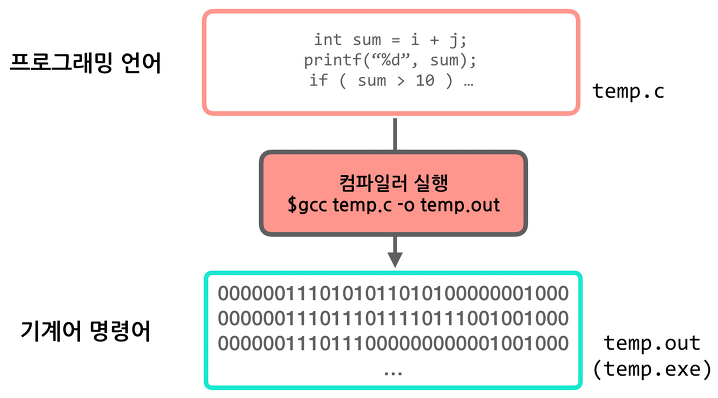 프로그래밍 언어
int sum = i + j;
printf(“%d”, sum);
if ( sum > 10 ) …
temp.c
컴파일러 실행
$gcc temp.c -o temp.out
기계어 명령어
00000011101010110101000000001000
00000011101110111110111001001000
00000011101110000000000001001000
…
temp.out
(temp.exe)